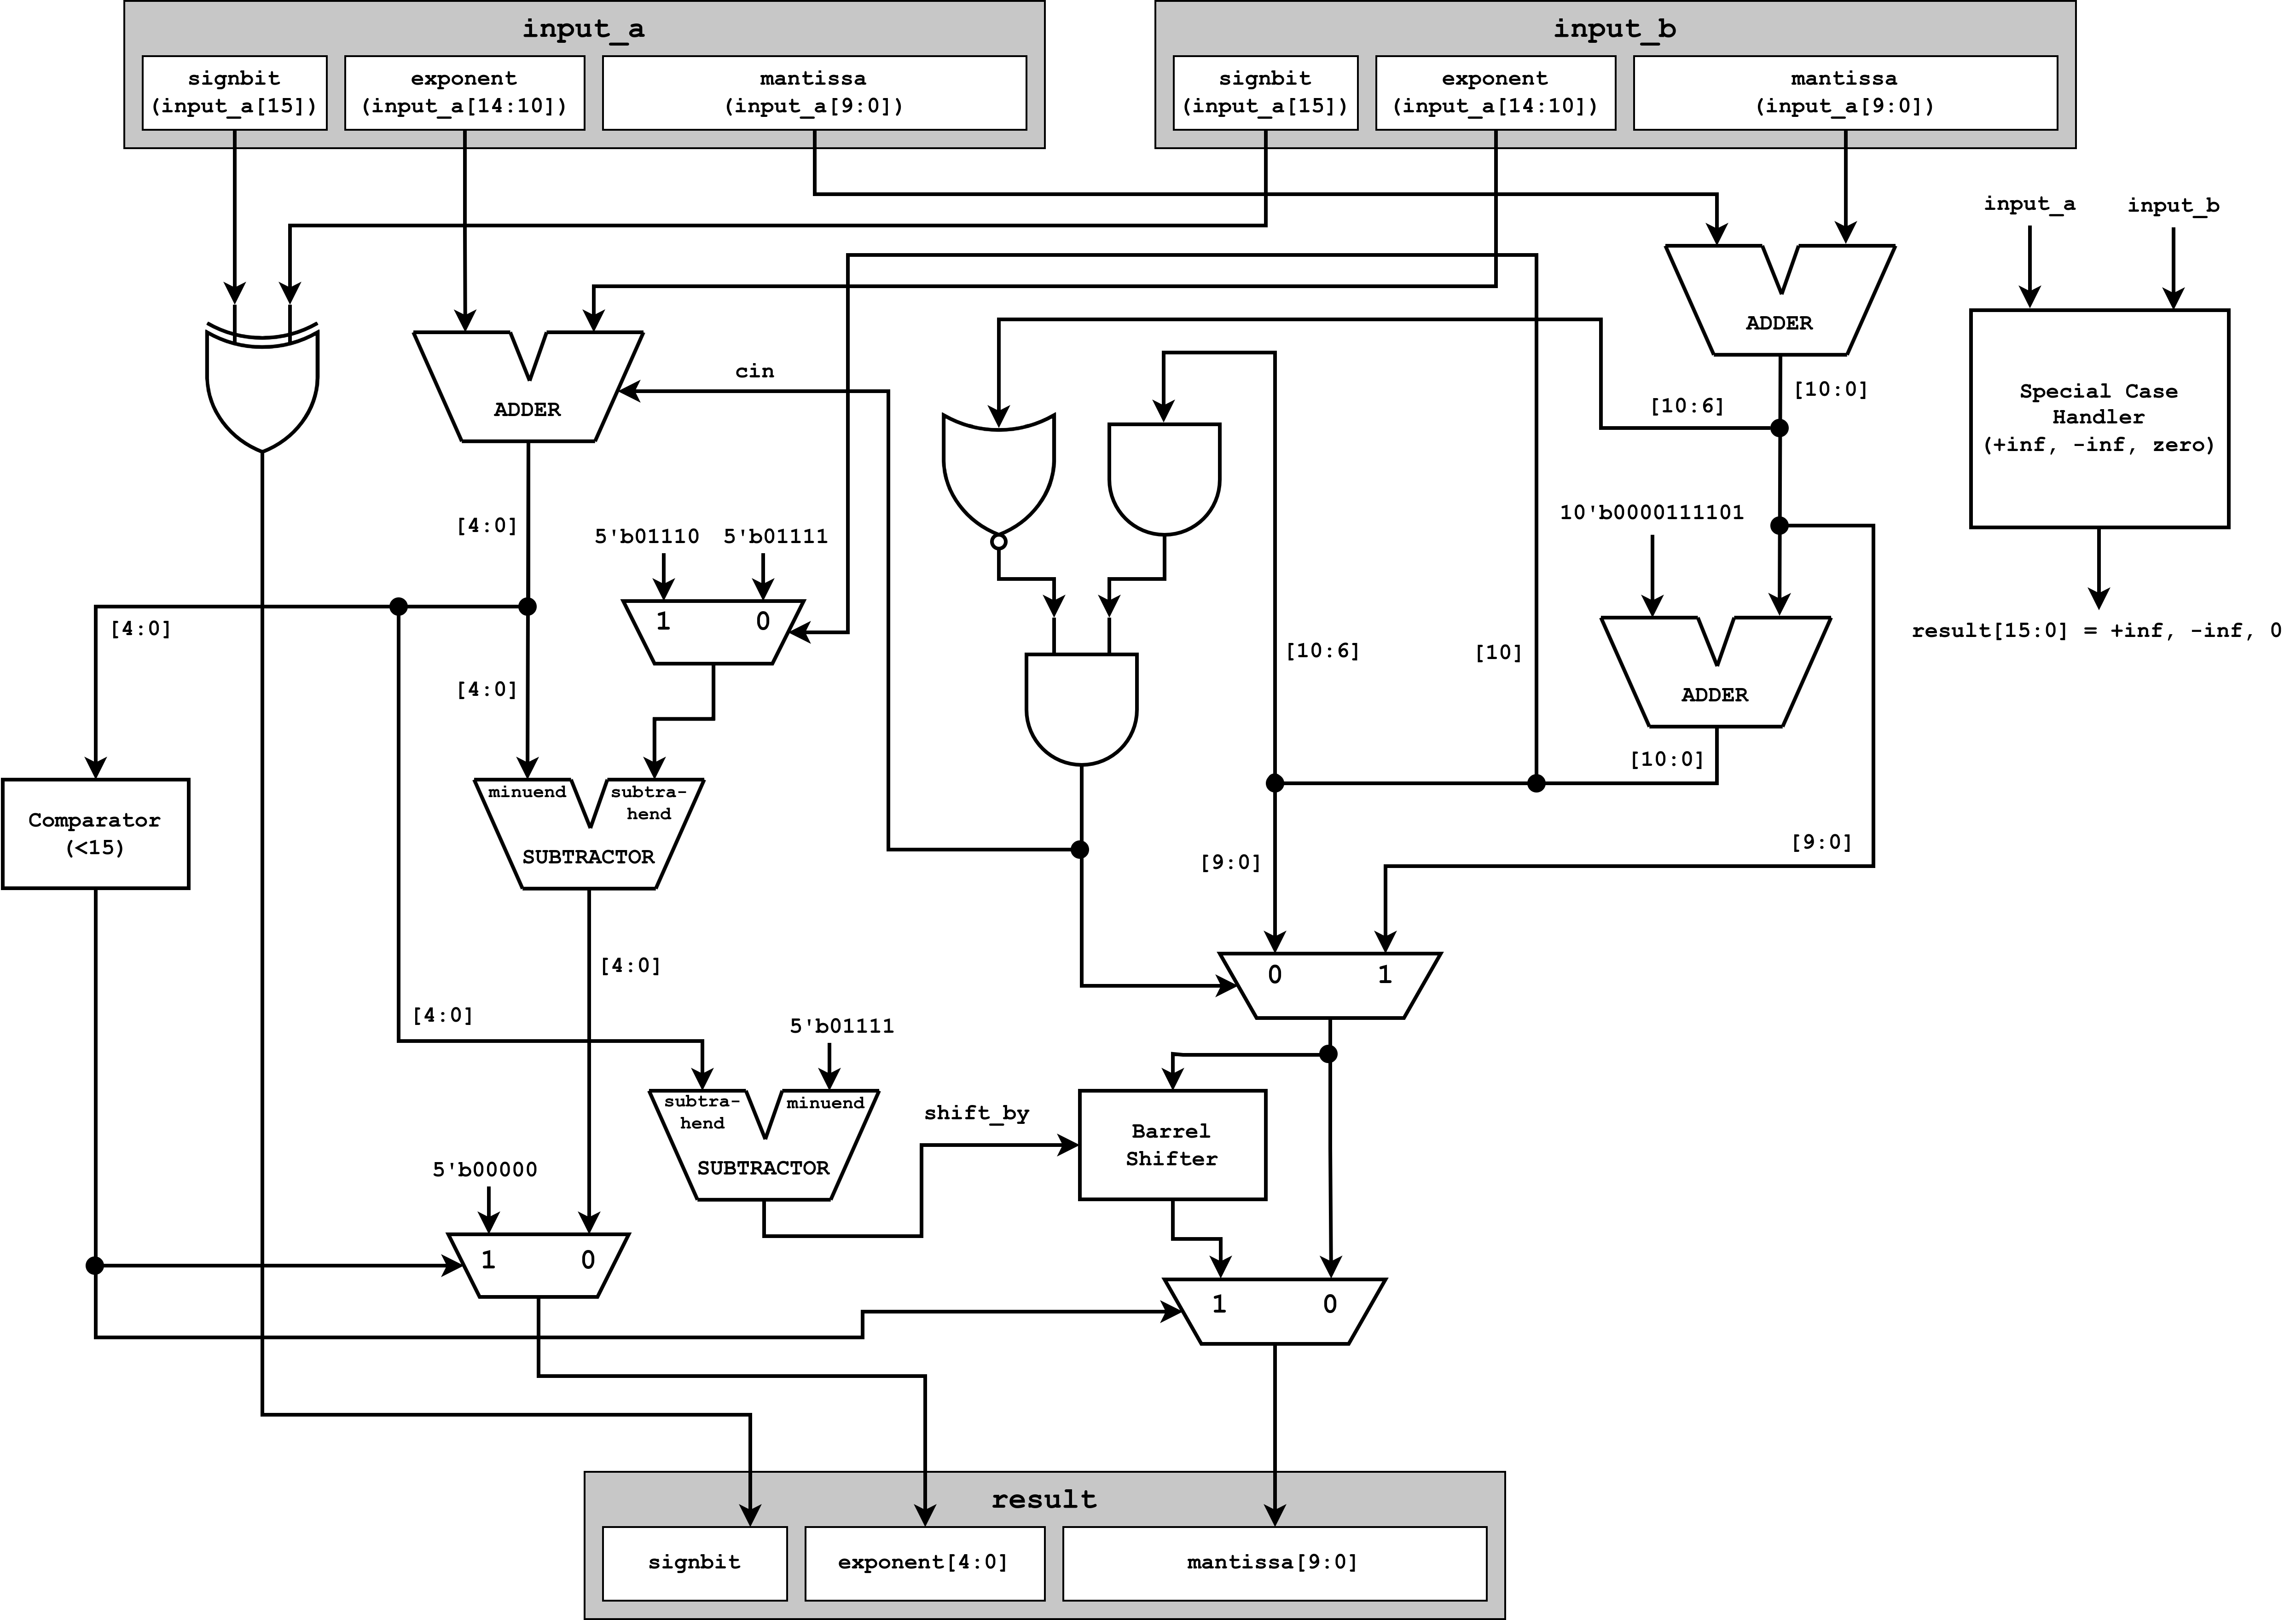 input_a
signbit
(input_a[15])
exponent
(input_a[14:10])
mantissa
(input_a[9:0])
input_b
signbit
(input_a[15])
exponent
(input_a[14:10])
mantissa
(input_a[9:0])
input_a
input_b
ADDER
cin
ADDER
[10:0]
[10:6]
Special Case
Handler
(+inf, -inf, zero)
[4:0]
5'b01110
5'b01111
10'b0000111101
1
0
[4:0]
[4:0]
[10:6]
[10]
ADDER
[10:0]
result[15:0] = +inf, -inf, 0
minuend
subtra-
hend
SUBTRACTOR
Comparator
(<15)
[9:0]
[9:0]
[4:0]
0
1
[4:0]
5'b01111
subtra-
hend
minuend
SUBTRACTOR
shift_by
Barrel
Shifter
5'b00000
1
0
1
0
result
signbit
exponent[4:0]
mantissa[9:0]